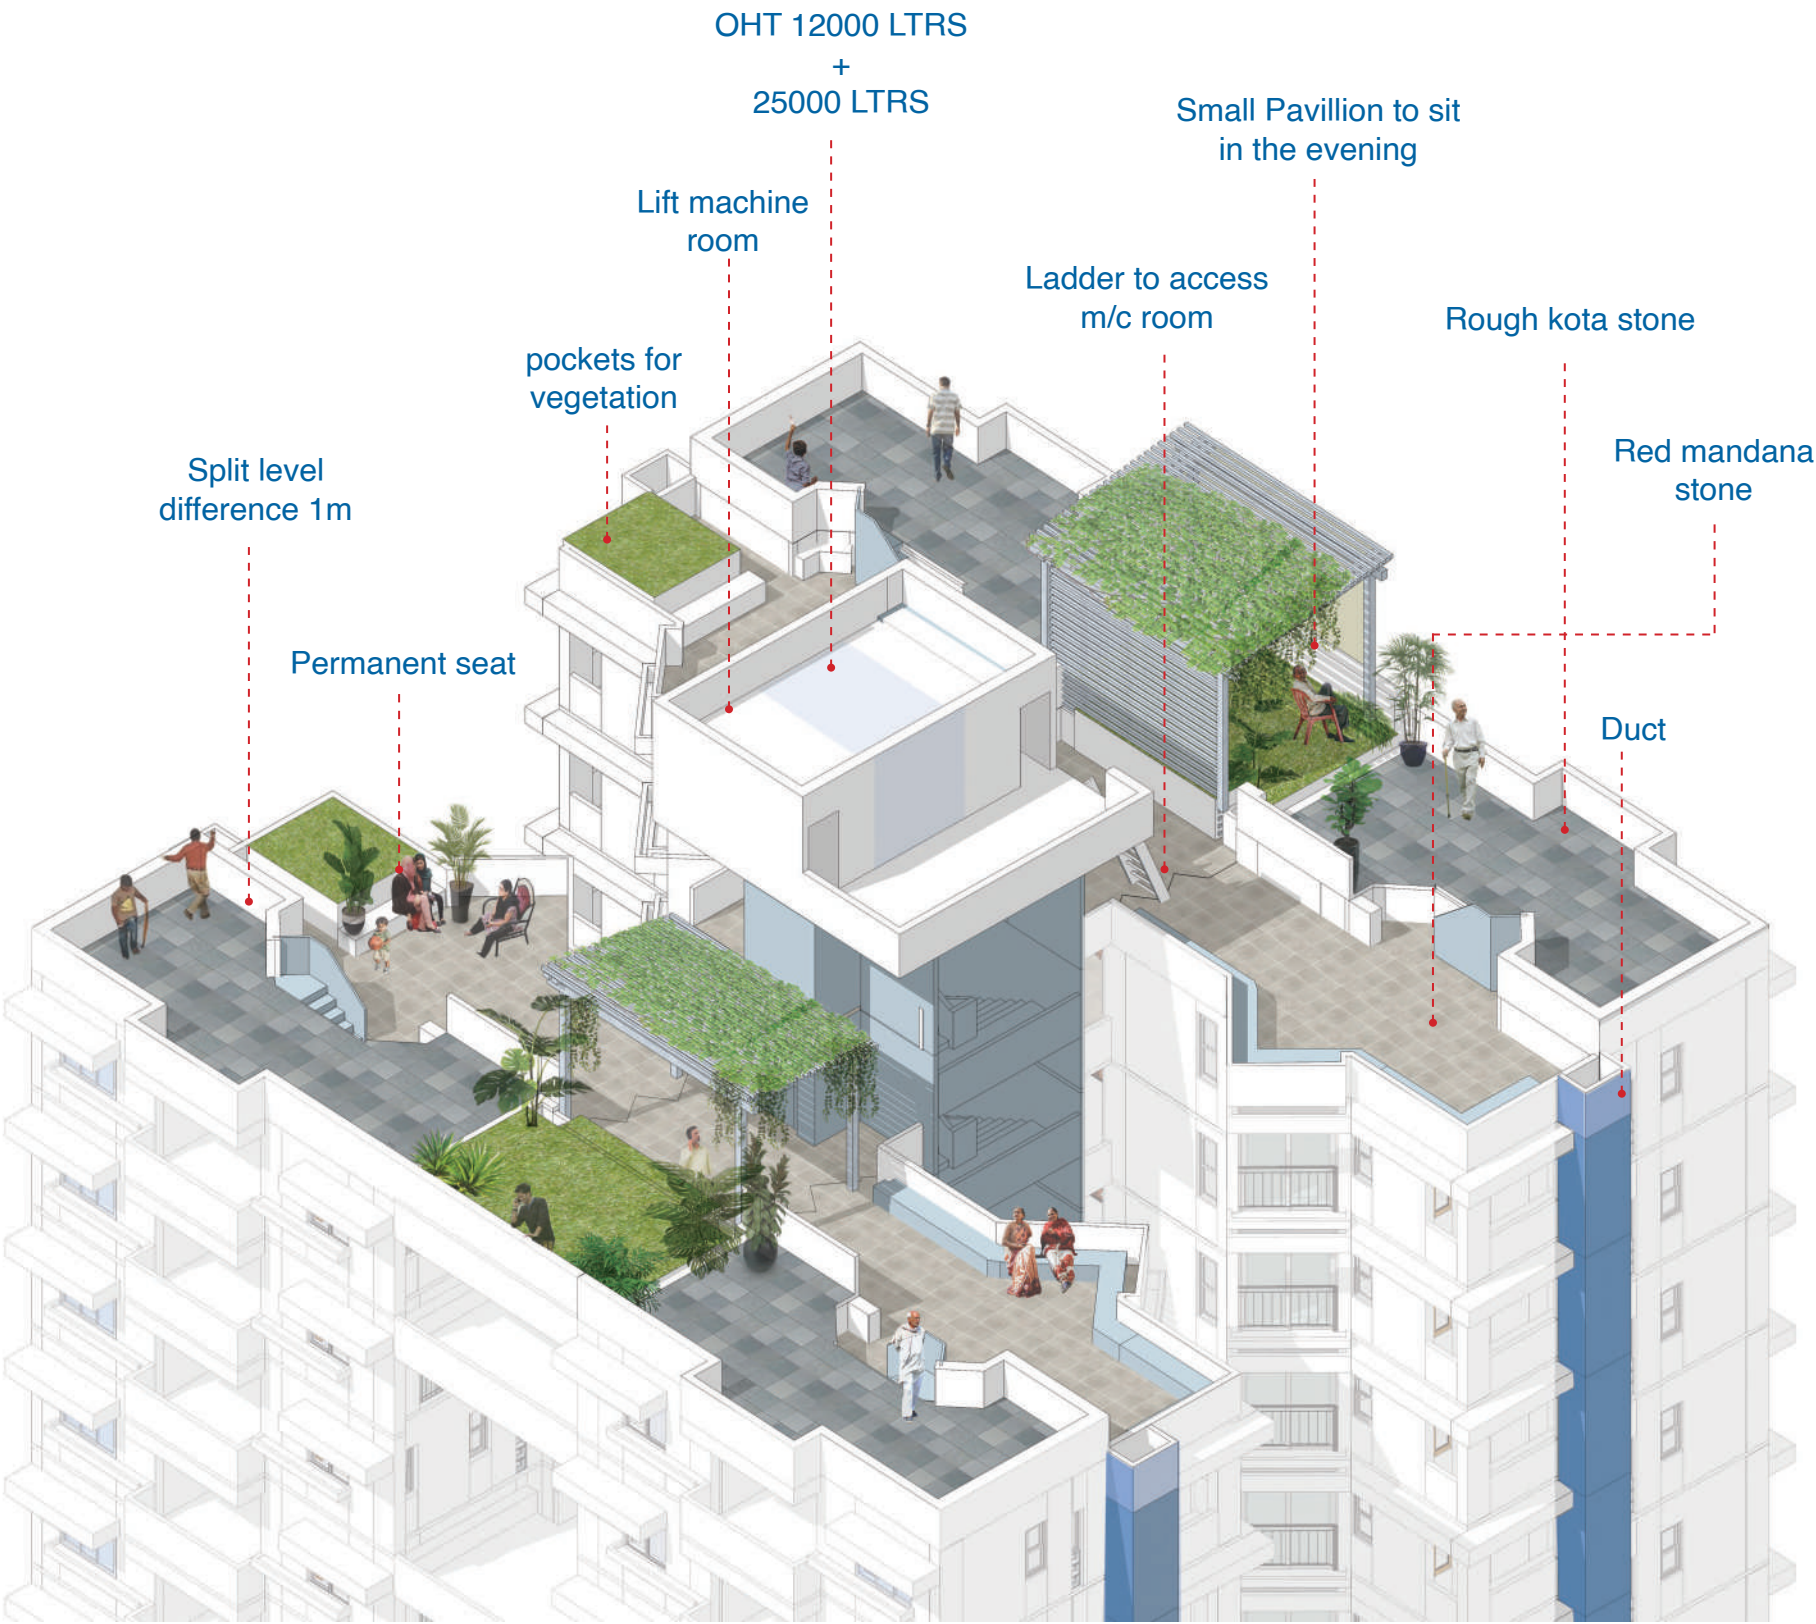 OHT 12000 LTRS
+
25000 LTRS
Small Pavillion to sit
in the evening
Lift machine
room
Ladder to access
m/c room
Rough kota stone
pockets for
vegetation
Red mandana
stone
Split level
difference 1m
Permanent seat
Duct